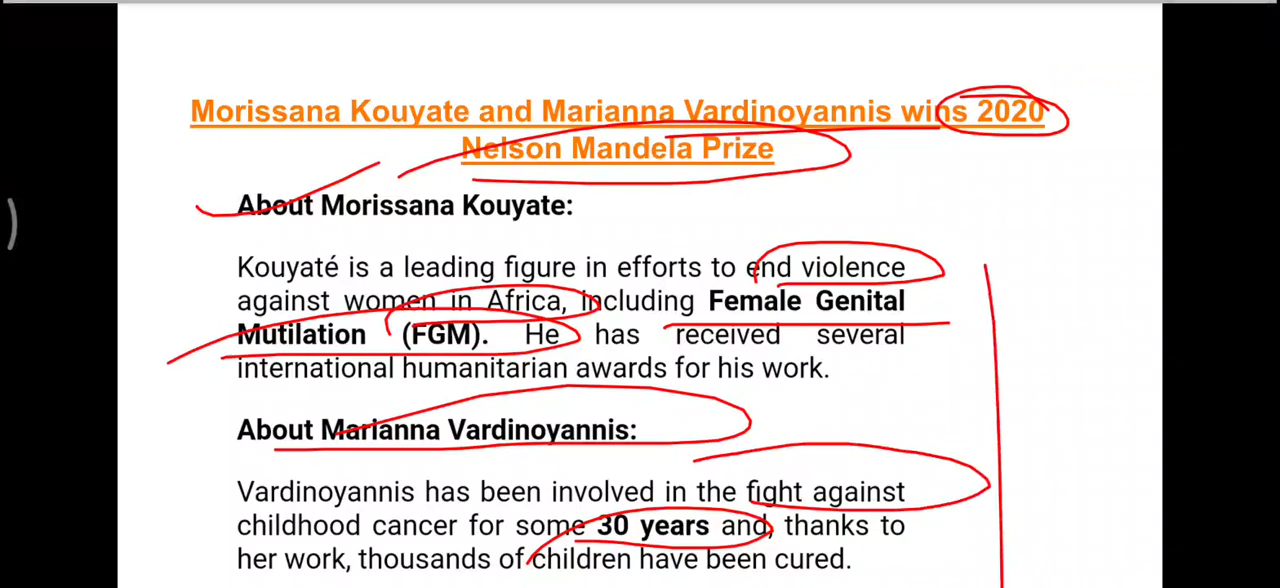 Morissana Kouyate and Marianna Vardinoyannis wins 2020
Nelson Mandela Prize
About Morissana Kouyate:
Kouyaté is a leading figure in efforts to end violence
against women in Africa, including Female Genital
Mutilation (FGM). He has received several
international humanitarian awards for his work.
About Marianna Vardinoyannis:
Vardinoyannis has been involved in the fight against
childhood cancer for some 30 years and, thanks to
her work, thousands of children have been cured.